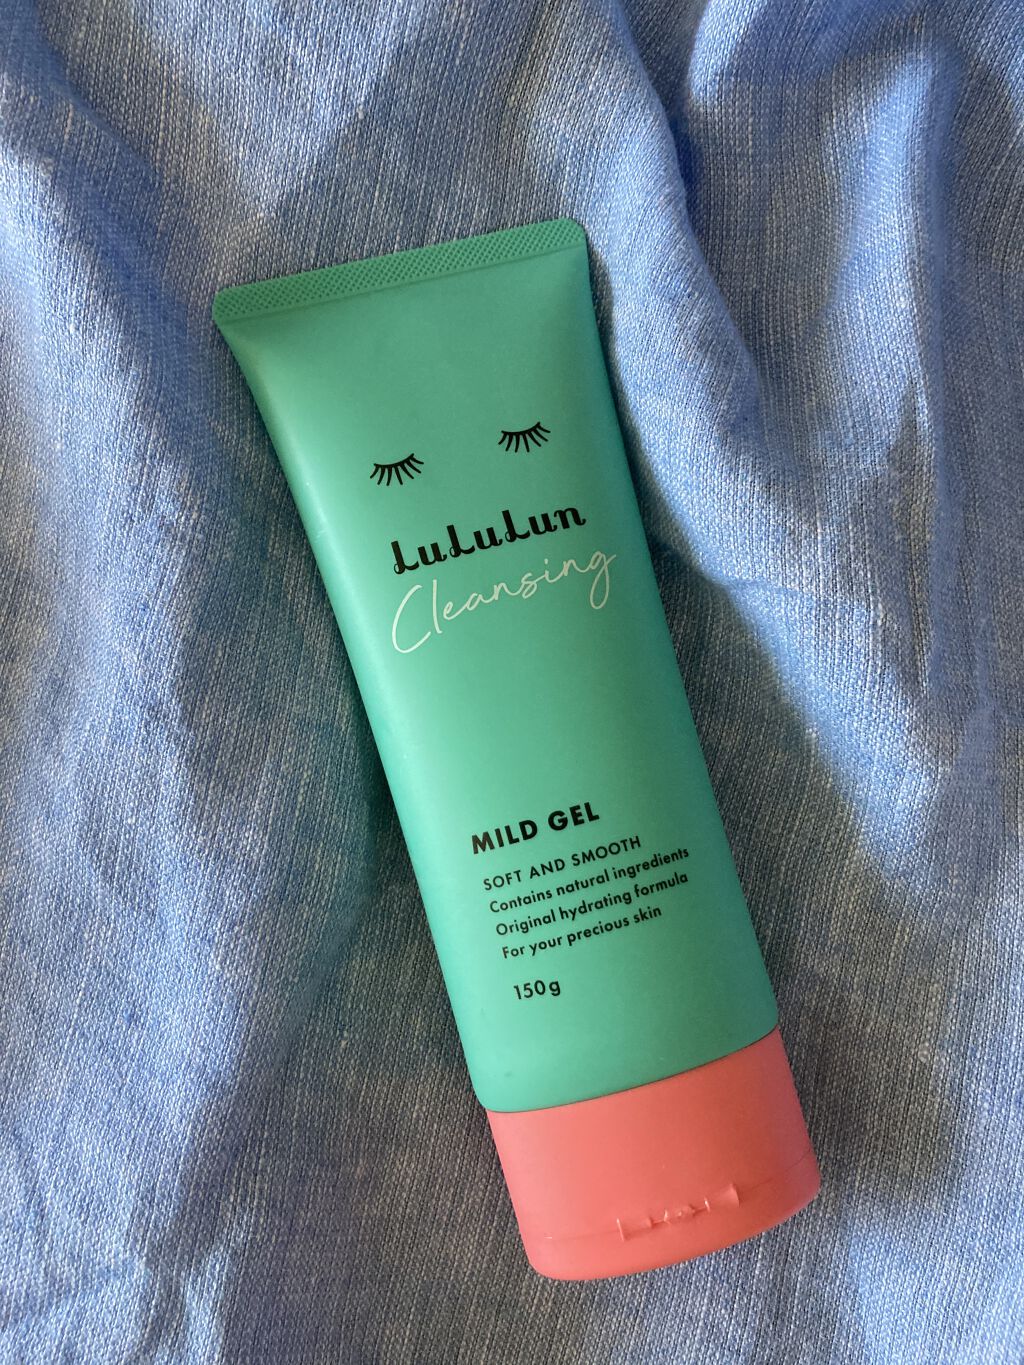 LuLuLun
Cleansing
MILD GEL
SOFT AND SMOOTH
Contains natural ingredients
Original hydrating formula
For your precious skin
150g